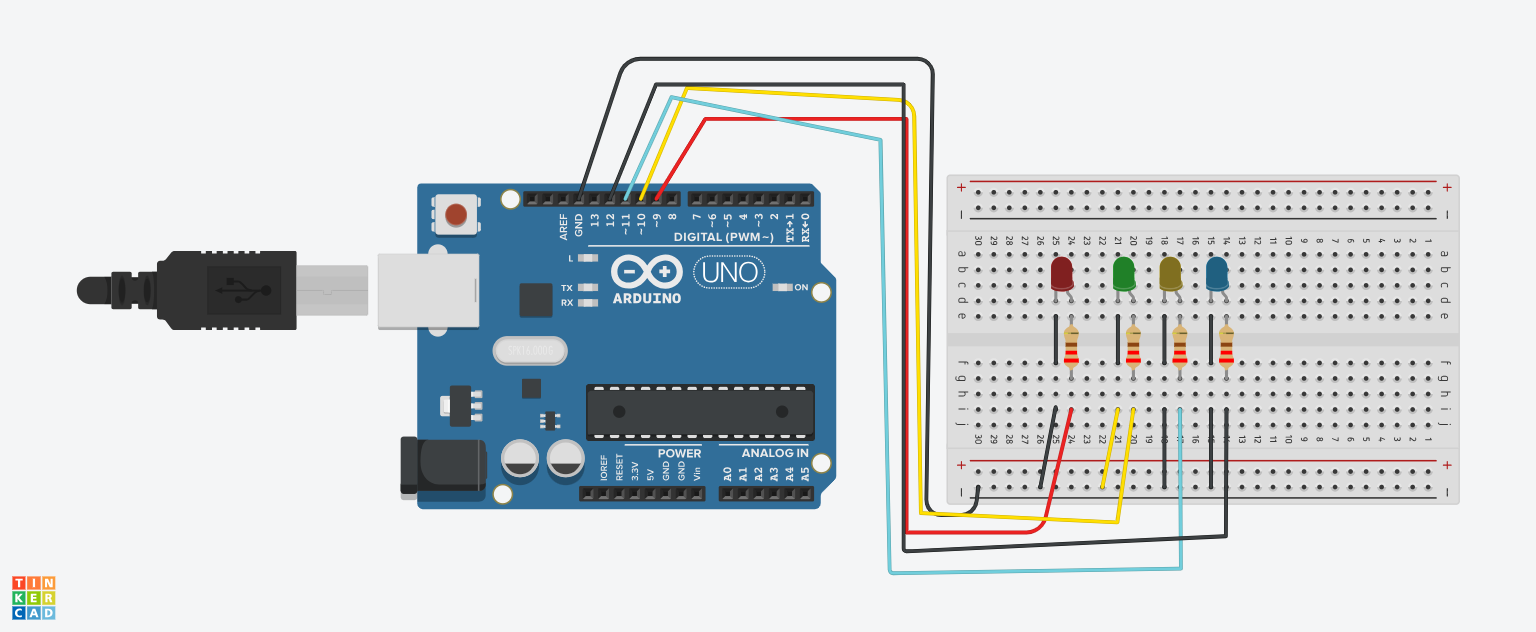 AREF
GND
13
12
~11
~10
~9
8
7
~6
~5
4
~3
2
TX→1
RX←0
DIGITAL (PWM~)
L
TX
RX
ON
UNO
ARDUINO
POWER
ANALOG IN
IOREF
RESET
3.3V
5V
GND
GND
Vin
A0
A1
A2
A3
A4
A5
+ +
− −
30 29 28 27 26 25 24 23 22 21 20 19 18 17 16 15 14 13 12 11 10 9 8 7 6 5 4 3 2 1
a a
b b
c c
d d
e e
f f
g g
h h
i i
j j
30 29 28 27 26 25 24 23 22 21 20 19 18 17 16 15 14 13 12 11 10 9 8 7 6 5 4 3 2 1
+ +
− −
TIN
KER
CAD